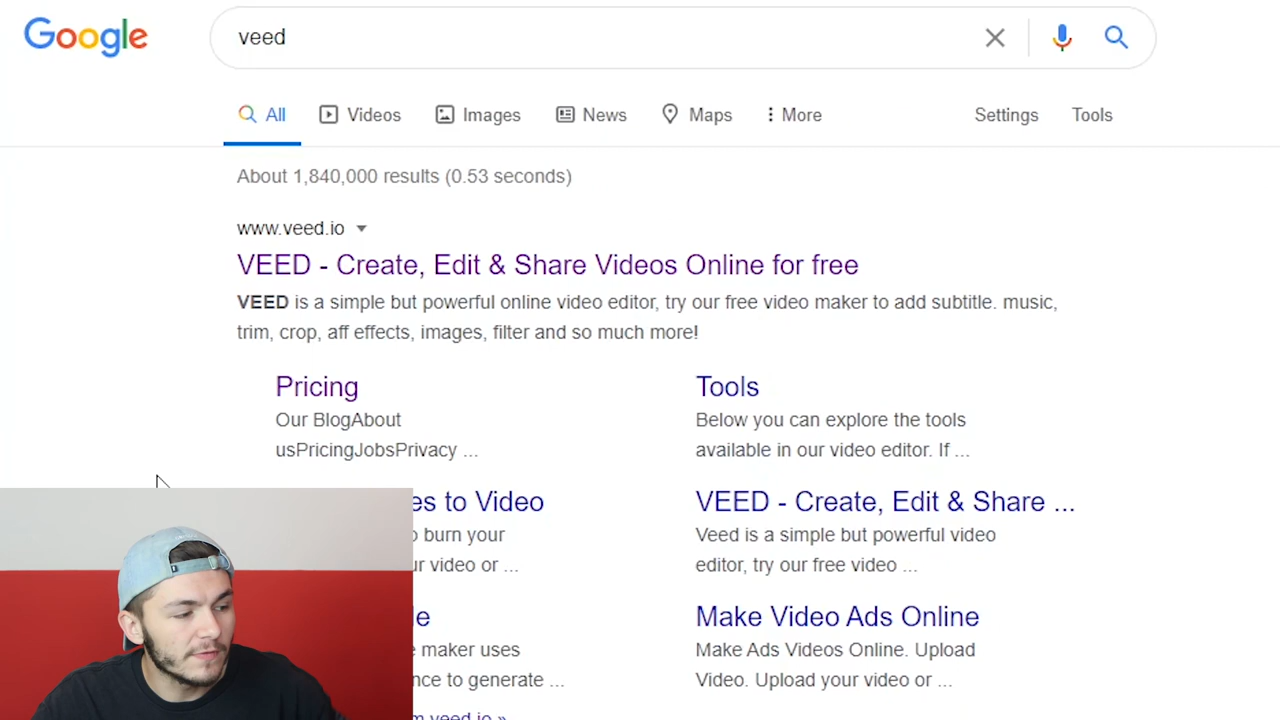 Google
veed
All Videos Images News Maps More Settings Tools
About 1,840,000 results (0.53 seconds)
www.veed.io
VEED - Create, Edit & Share Videos Online for free
VEED is a simple but powerful online video editor, try our free video maker to add subtitle. music,
trim, crop, aff effects, images, filter and so much more!
Pricing
Our BlogAbout
usPricingJobsPrivacy ...
Tools
Below you can explore the tools
available in our video editor. If ...
es to Video
o burn your
ur video or ...
VEED - Create, Edit & Share ...
Veed is a simple but powerful video
editor, try our free video ...
le
e maker uses
nce to generate ...
Make Video Ads Online
Make Ads Videos Online. Upload
Video. Upload your video or ...
m veed.io »